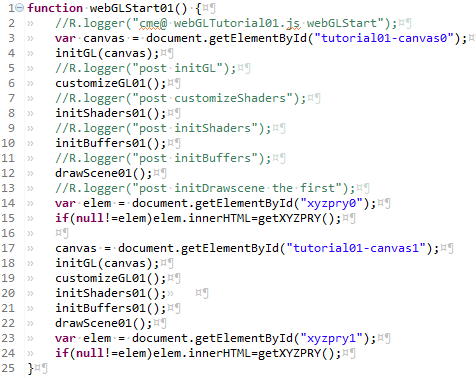 1 function webGLStart01() {
2 //R.logger("cme@ webGLTutorial01.js webGLStart");
3 var canvas = document.getElementById("tutorial01-canvas0");
4 initGL(canvas);
5 //R.logger("post initGL");
6 customizeGL01();
7 //R.logger("post customizeShaders");
8 initShaders01();
9 //R.logger("post initShaders");
10 initBuffers01();
11 //R.logger("post initBuffers");
12 drawScene01();
13 //R.logger("post initDrawscene the first");
14 var elem = document.getElementById("xyzpry0");
15 if(null!=elem)elem.innerHTML=getXYZPRY();
16
17 canvas = document.getElementById("tutorial01-canvas1");
18 initGL(canvas);
19 customizeGL01();
20 initShaders01();
21 initBuffers01();
22 drawScene01();
23 var elem = document.getElementById("xyzpry1");
24 if(null!=elem)elem.innerHTML=getXYZPRY();
25 }